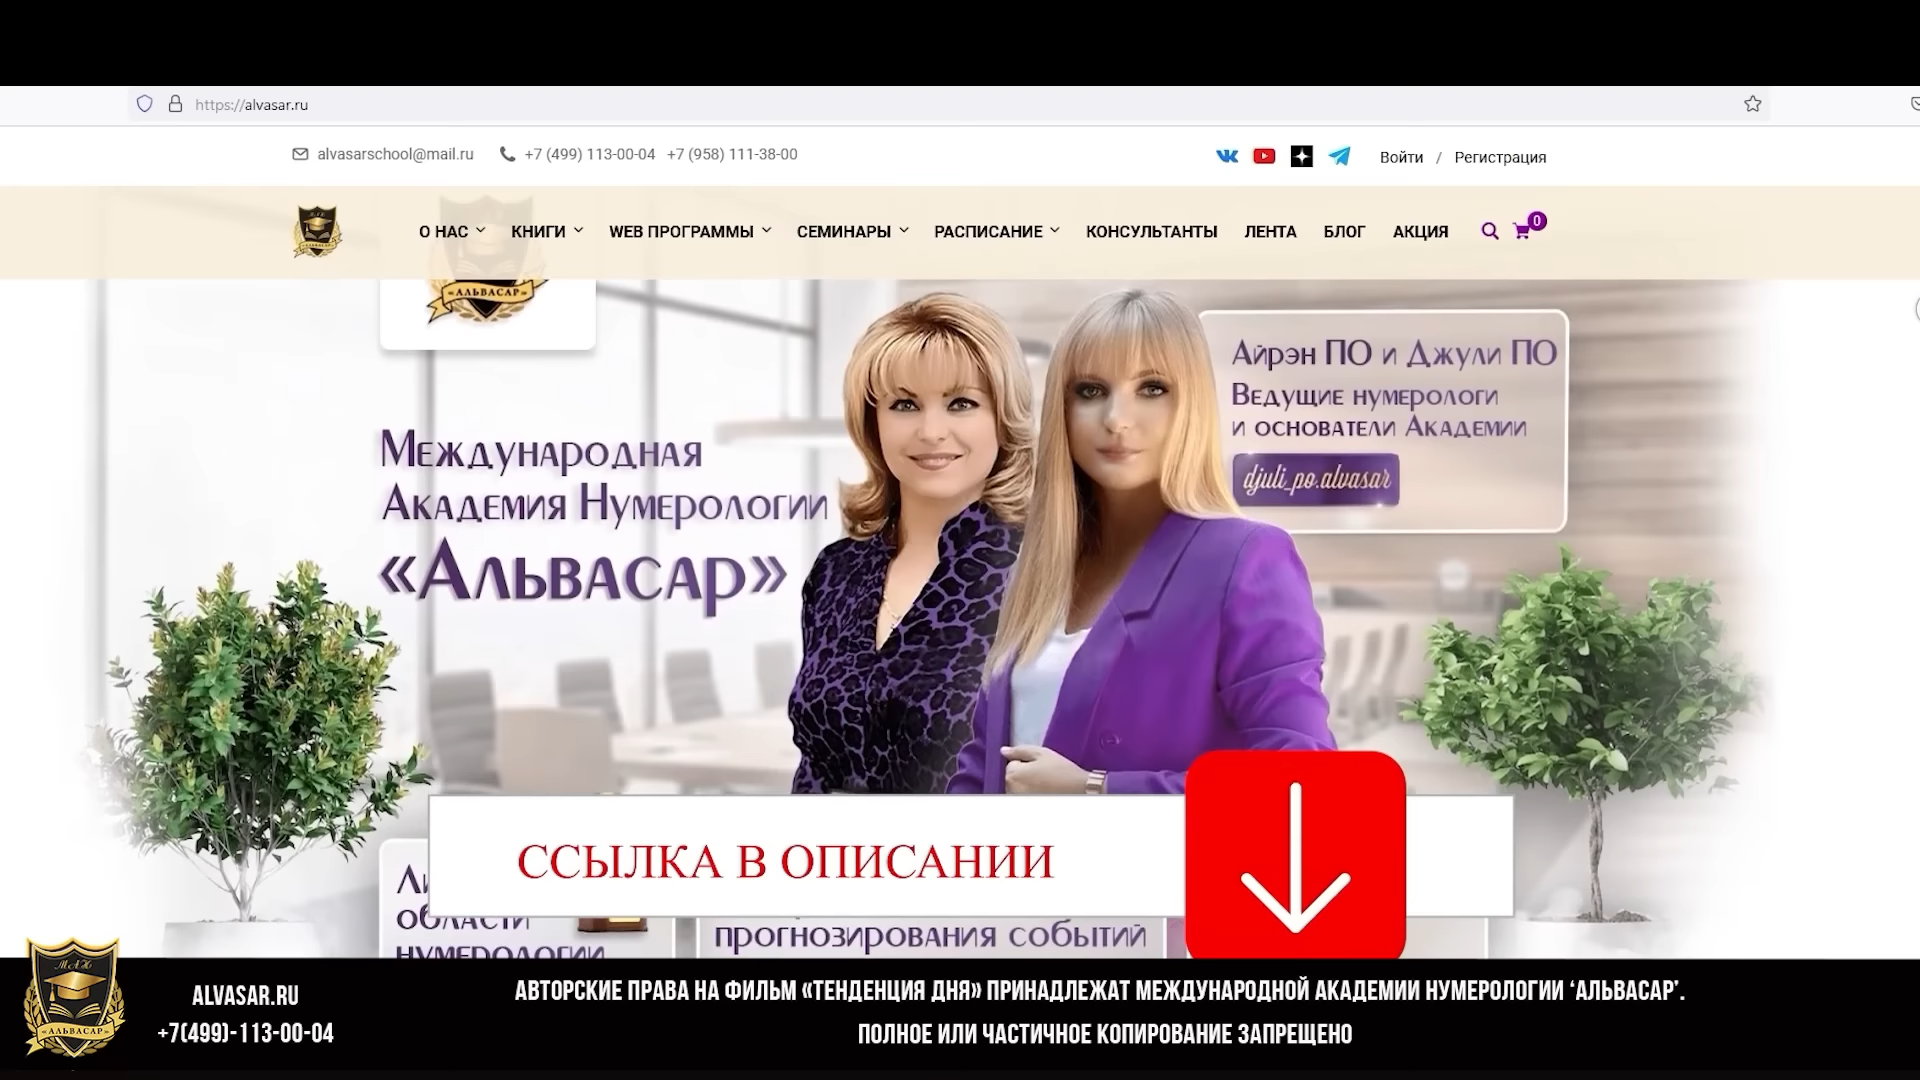 https://alvasar.ru
alvasarschool@mail.ru +7 (499) 113-00-04 +7 (958) 111-38-00
Войти / Регистрация
О НАС КНИГИ WEB ПРОГРАММЫ СЕМИНАРЫ РАСПИСАНИЕ КОНСУЛЬТАНТЫ ЛЕНТА БЛОГ АКЦИЯ 0
«АЛЬВАСАР»
Айрэн ПО и Джули ПО
Ведущие нумерологи
и основатели Академии
djuli_po.alvasar
Международная
Академия Нумерологии
«Альвасар»
ССЫЛКА В ОПИСАНИИ
области
нумерологии
прогнозирования событий
МАН
«АЛЬВАСАР»
ALVASAR.RU
+7(499)-113-00-04
АВТОРСКИЕ ПРАВА НА ФИЛЬМ «ТЕНДЕНЦИЯ ДНЯ» ПРИНАДЛЕЖАТ МЕЖДУНАРОДНОЙ АКАДЕМИИ НУМЕРОЛОГИИ ‘АЛЬВАСАР’.
ПОЛНОЕ ИЛИ ЧАСТИЧНОЕ КОПИРОВАНИЕ ЗАПРЕЩЕНО